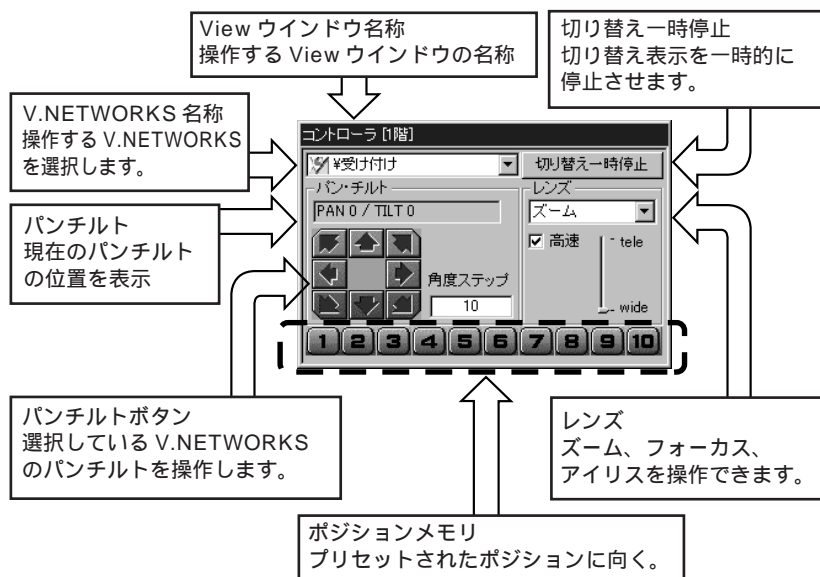 View ウインドウ名称
操作する View ウインドウの名称
切り替え一時停止
切り替え表示を一時的に
停止させます。
V.NETWORKS 名称
操作する V.NETWORKS
を選択します。
コントローラ [1階]
¥受け付け
切り替え一時停止
パン・チルト
レンズ
PAN 0 / TILT 0
ズーム
高速
tele
角度ステップ
10
wide
1 2 3 4 5 6 7 8 9 10
パンチルト
現在のパンチルト
の位置を表示
パンチルトボタン
選択している V.NETWORKS
のパンチルトを操作します。
レンズ
ズーム、フォーカス、
アイリスを操作できます。
ポジションメモリ
プリセットされたポジションに向く。